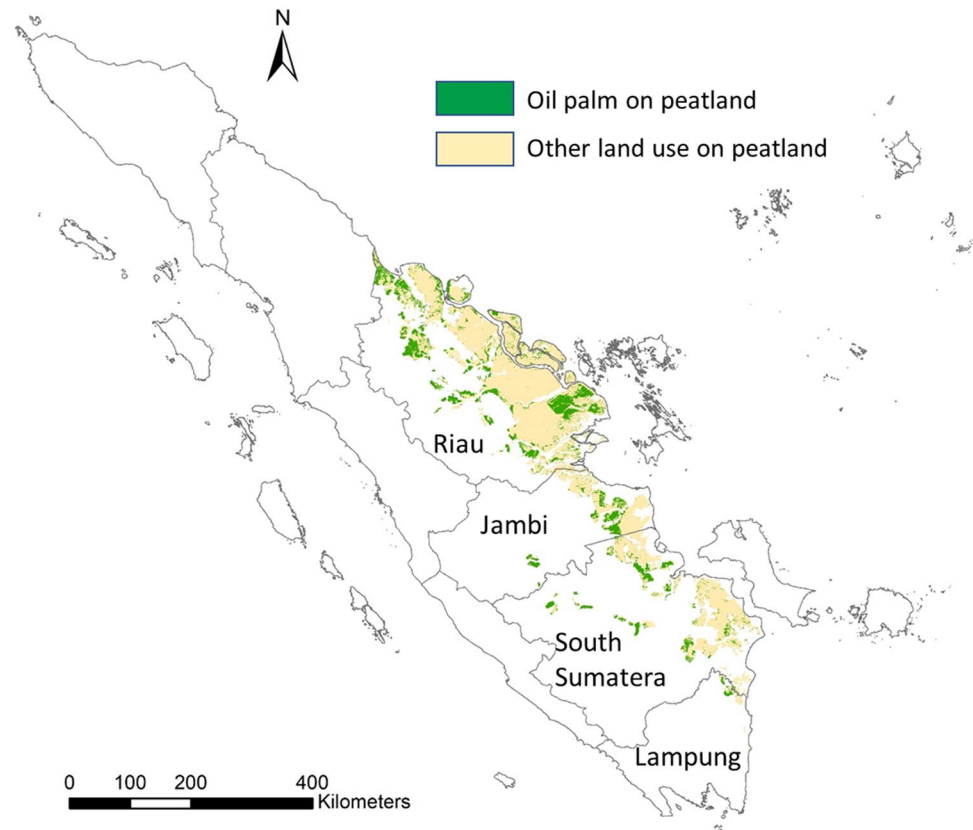 N
Oil palm on peatland
Other land use on peatland
Riau
Jambi
South
Sumatera
Lampung
0 100 200 400
Kilometers